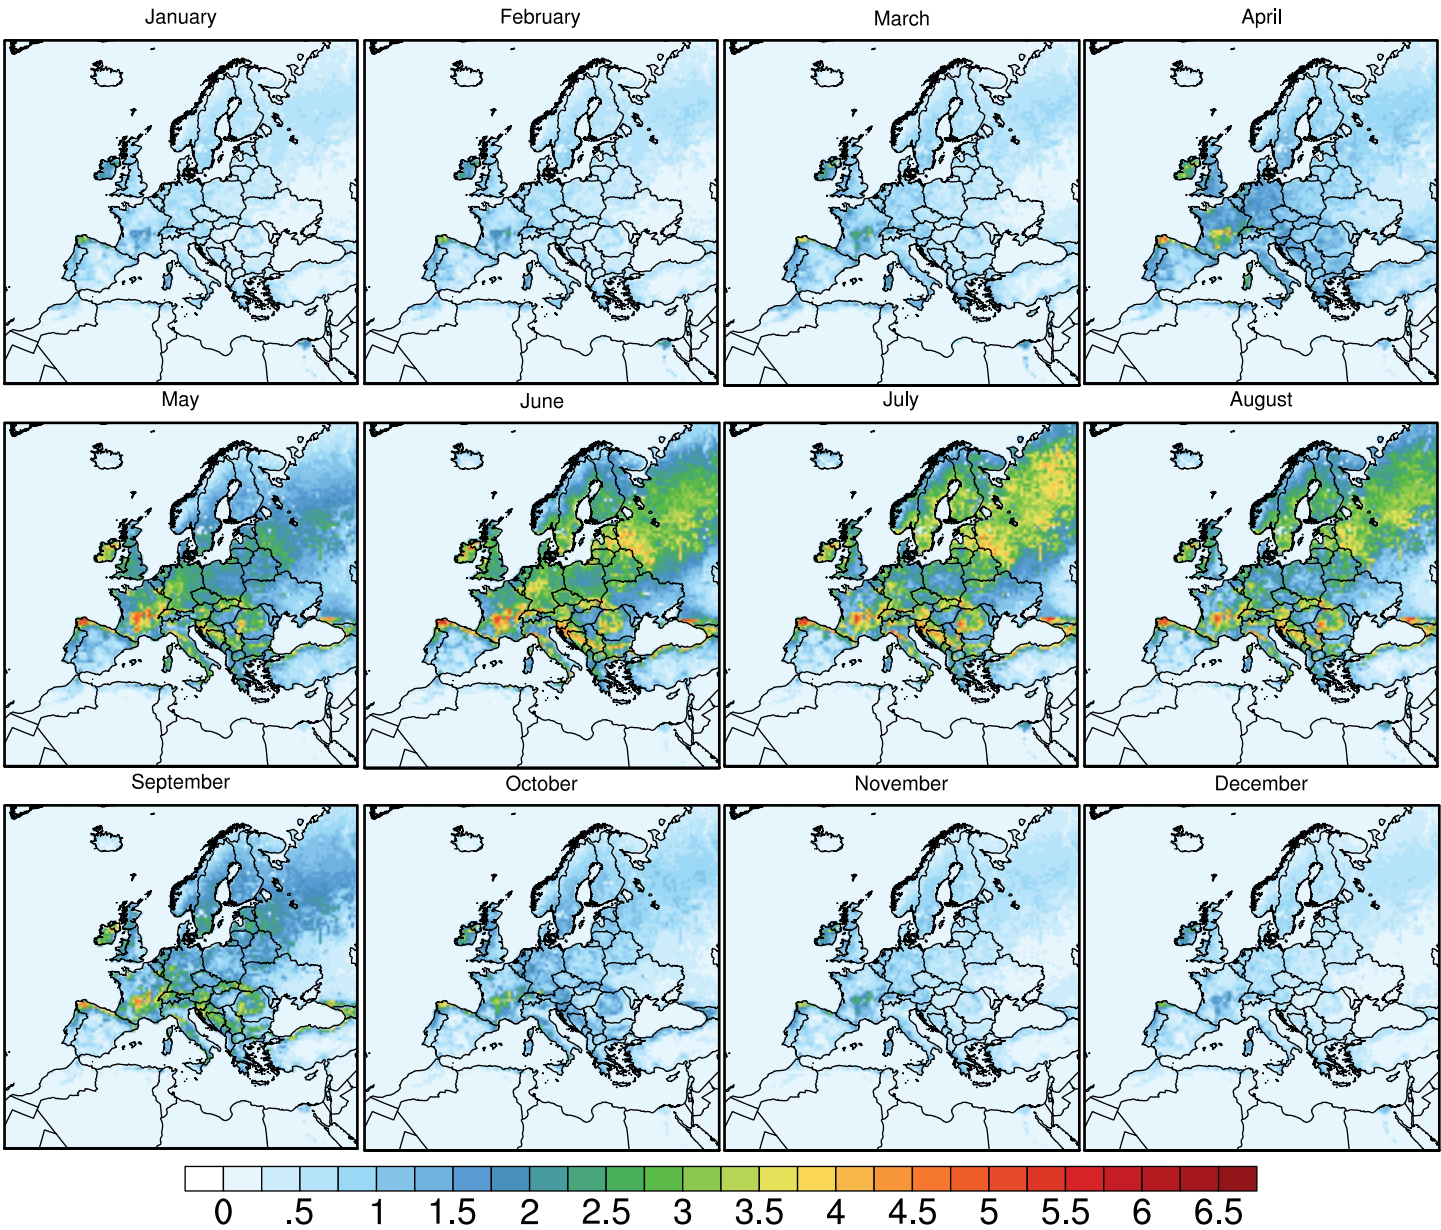 January February March April
May June July August
September October November December
0 .5 1 1.5 2 2.5 3 3.5 4 4.5 5 5.5 6 6.5